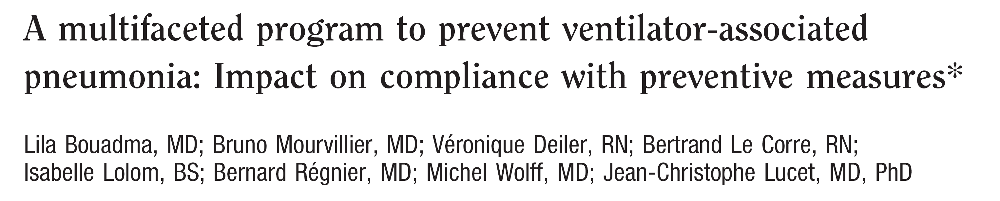 A multifaceted program to prevent ventilator-associated
pneumonia: Impact on compliance with preventive measures*
Lila Bouadma, MD; Bruno Mourvillier, MD; Véronique Deiler, RN; Bertrand Le Corre, RN;
Isabelle Lolom, BS; Bernard Régnier, MD; Michel Wolff, MD; Jean-Christophe Lucet, MD, PhD